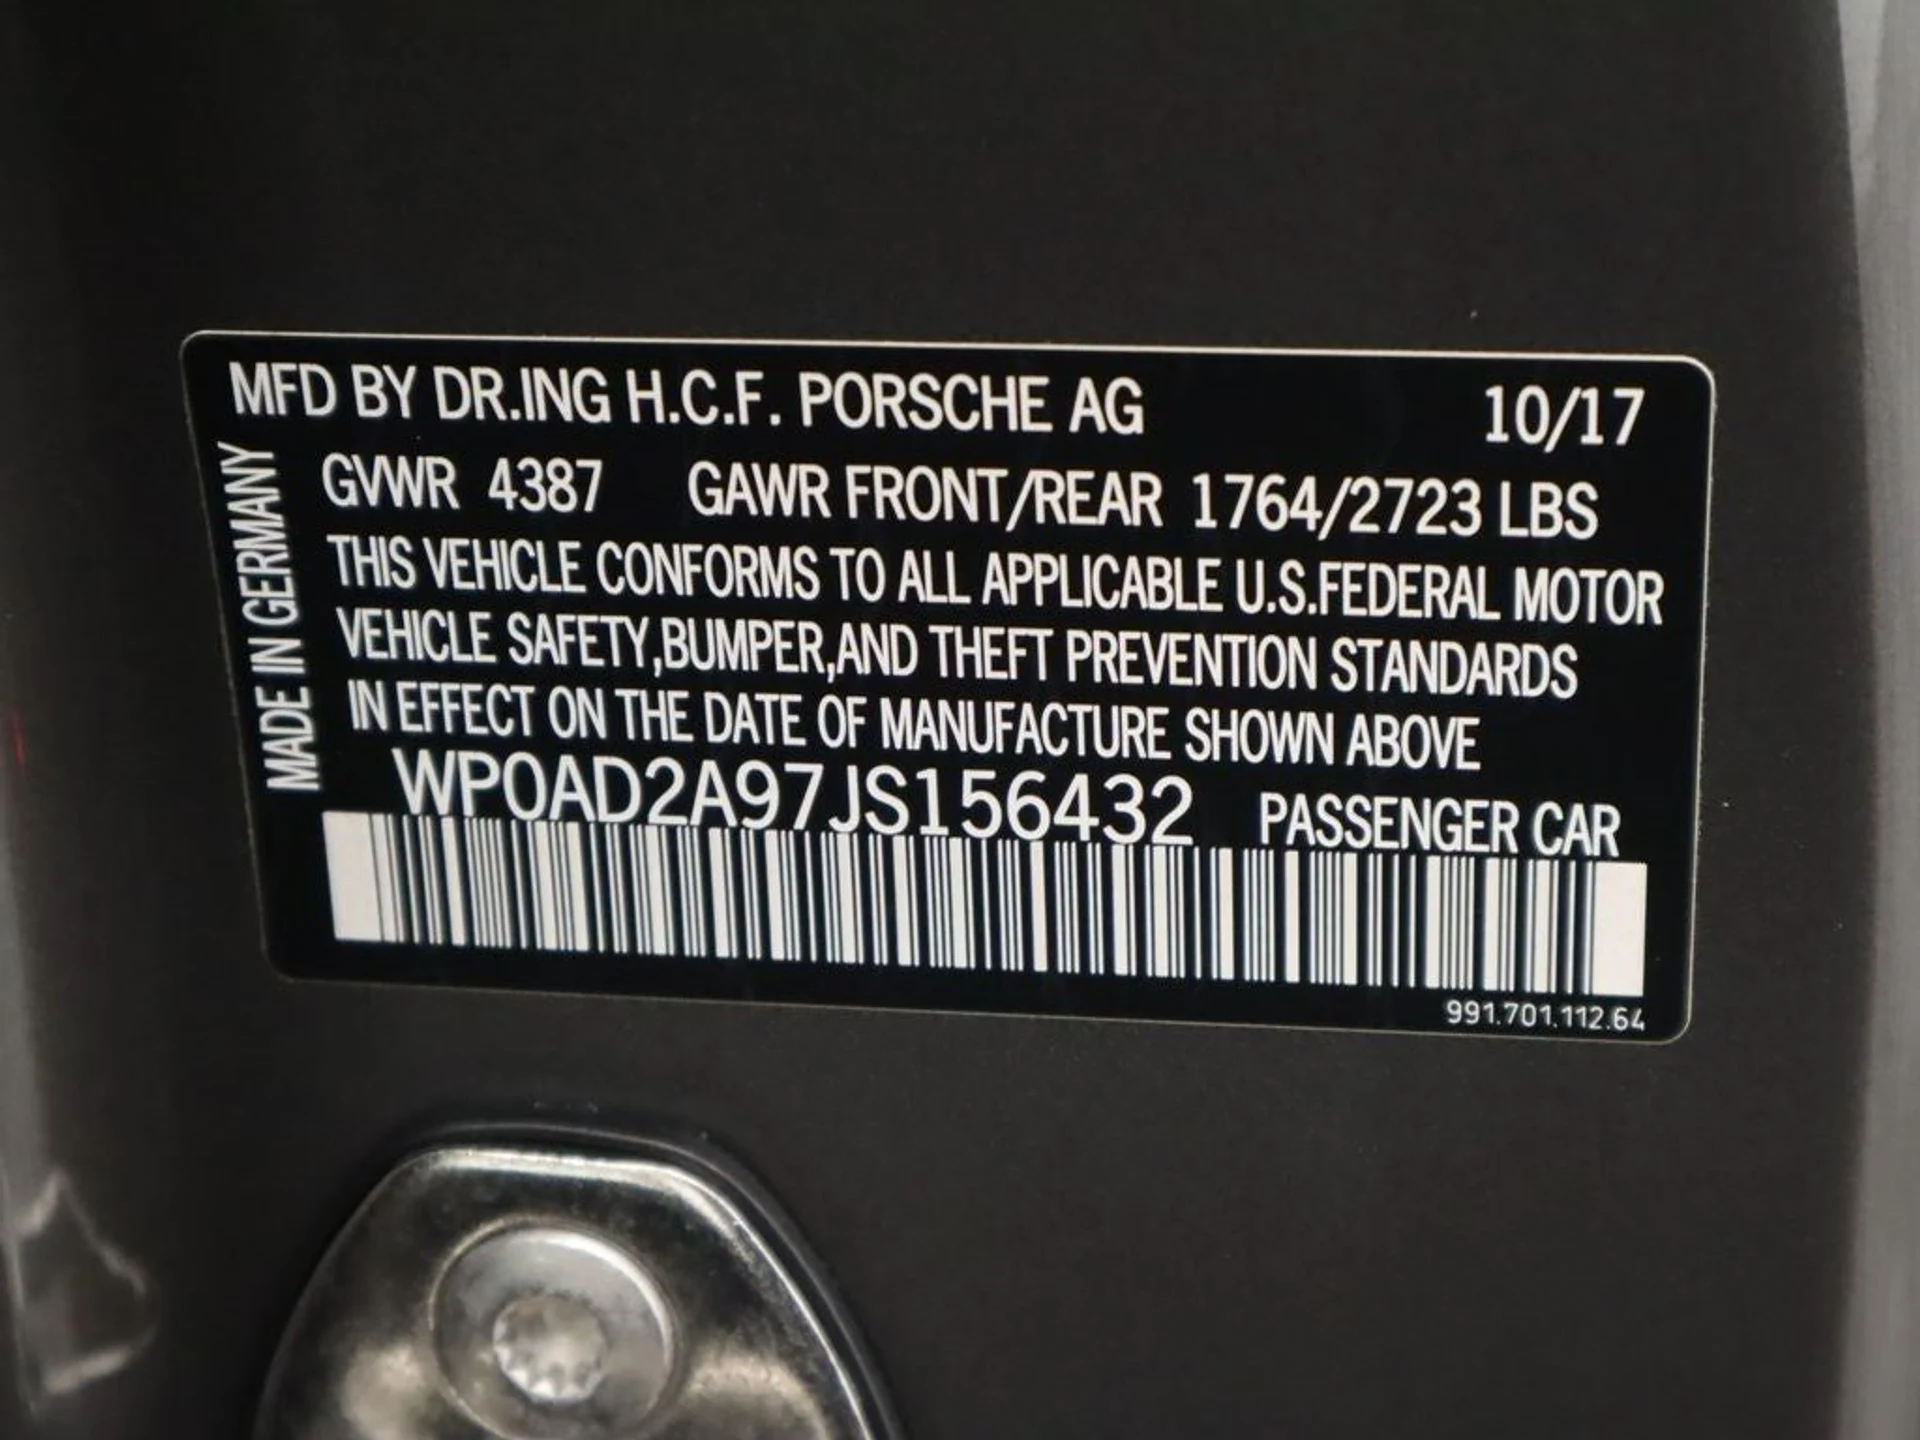 MFD BY DR.ING H.C.F. PORSCHE AG 10/17
GVWR 4387 GAWR FRONT/REAR 1764/2723 LBS
THIS VEHICLE CONFORMS TO ALL APPLICABLE U.S.FEDERAL MOTOR
VEHICLE SAFETY,BUMPER,AND THEFT PREVENTION STANDARDS
IN EFFECT ON THE DATE OF MANUFACTURE SHOWN ABOVE
WP0AD2A97JS156432 PASSENGER CAR
MADE IN GERMANY
991.701.112.64